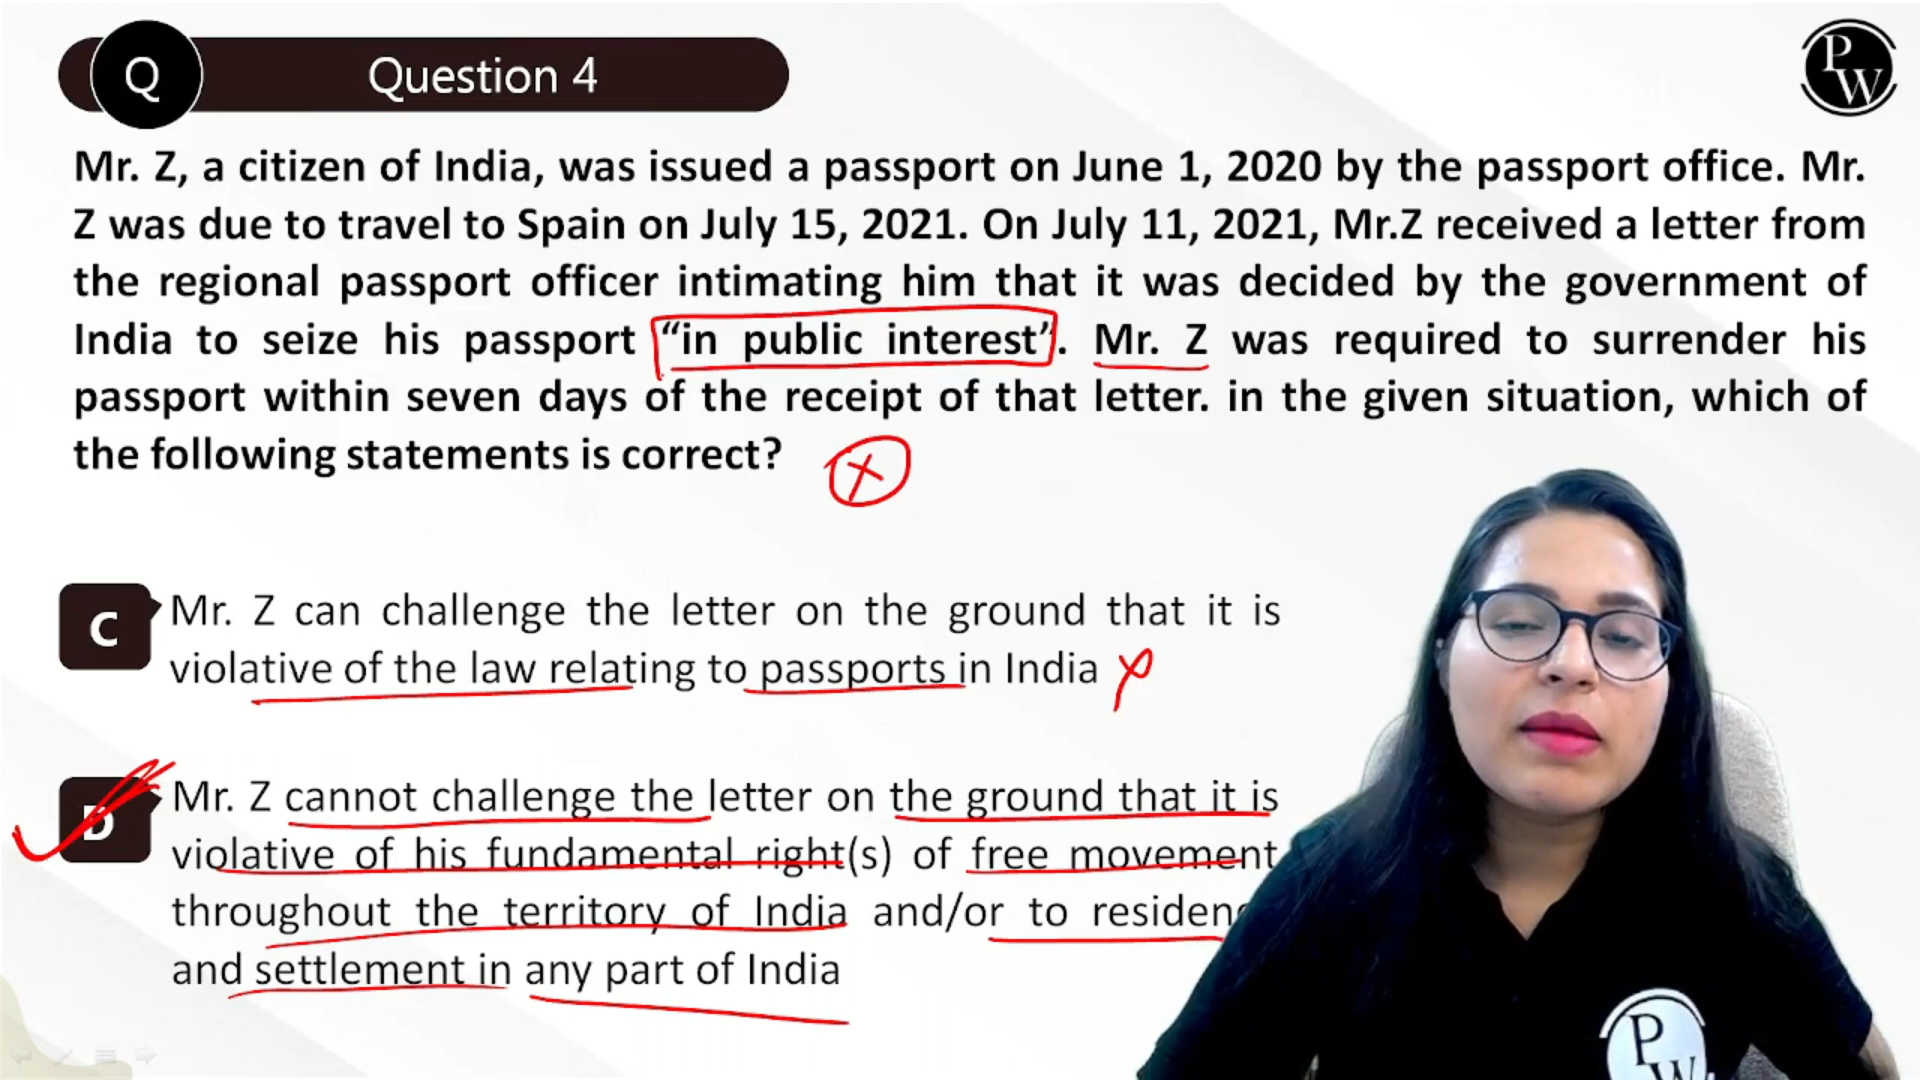 Q
Question 4
PW
Mr. Z, a citizen of India, was issued a passport on June 1, 2020 by the passport office. Mr.
Z was due to travel to Spain on July 15, 2021. On July 11, 2021, Mr.Z received a letter from
the regional passport officer intimating him that it was decided by the government of
India to seize his passport “in public interest”. Mr. Z was required to surrender his
passport within seven days of the receipt of that letter. in the given situation, which of
the following statements is correct?
C
Mr. Z can challenge the letter on the ground that it is
violative of the law relating to passports in India
D
Mr. Z cannot challenge the letter on the ground that it is
violative of his fundamental right(s) of free movement
throughout the territory of India and/or to
and settlement in any part of India
PW